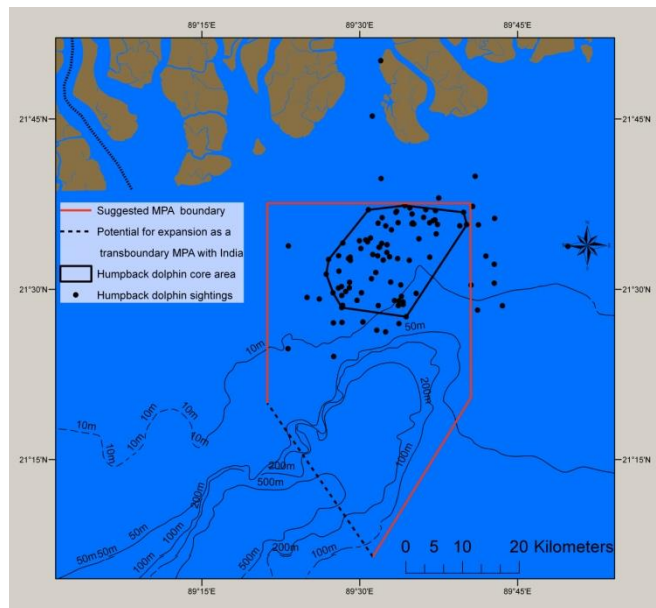 89°15'E 89°30'E 89°45'E
21°45'N 21°45'N
Suggested MPA boundary
Potential for expansion as a
transboundary MPA with India
Humpback dolphin core area
Humpback dolphin sightings
21°30'N 21°30'N
50m
10m
10m 10m 10m
10m 10m
200m
21°15'N 21°15'N
200m 100m
500m
200m
50m
50m 100m
50m 100m 500m 200m 100m
0 5 10 20 Kilometers
89°15'E 89°30'E 89°45'E